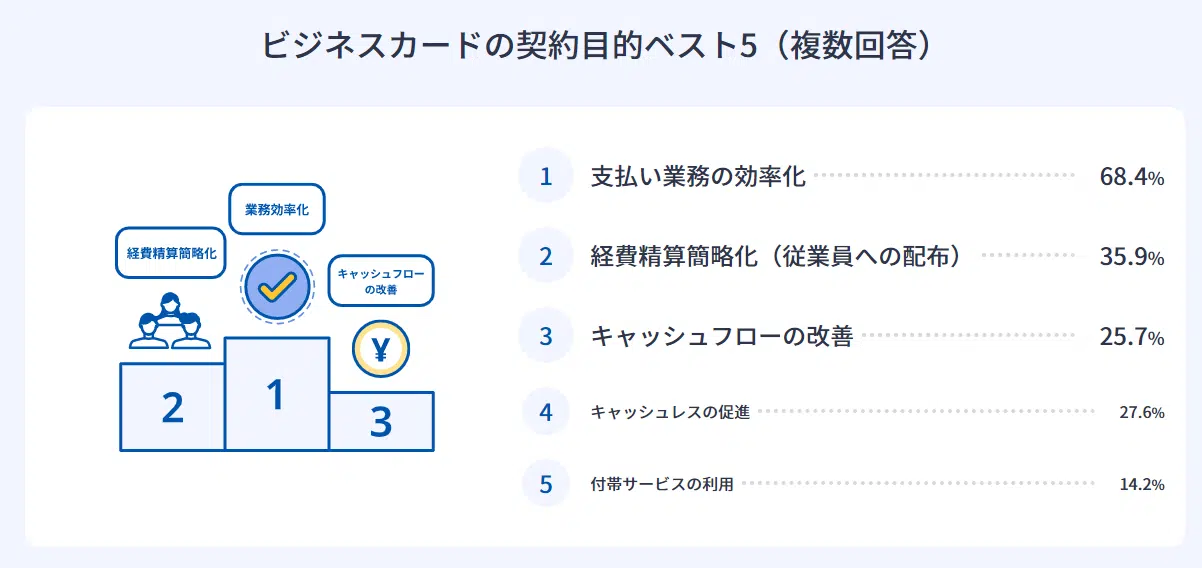 ビジネスカードの契約目的ベスト5（複数回答）
業務効率化
経費精算簡略化
キャッシュフロー
の改善
¥
2
1
3
1 支払い業務の効率化 68.4%
2 経費精算簡略化（従業員への配布） 35.9%
3 キャッシュフローの改善 25.7%
4 キャッシュレスの促進 27.6%
5 付帯サービスの利用 14.2%